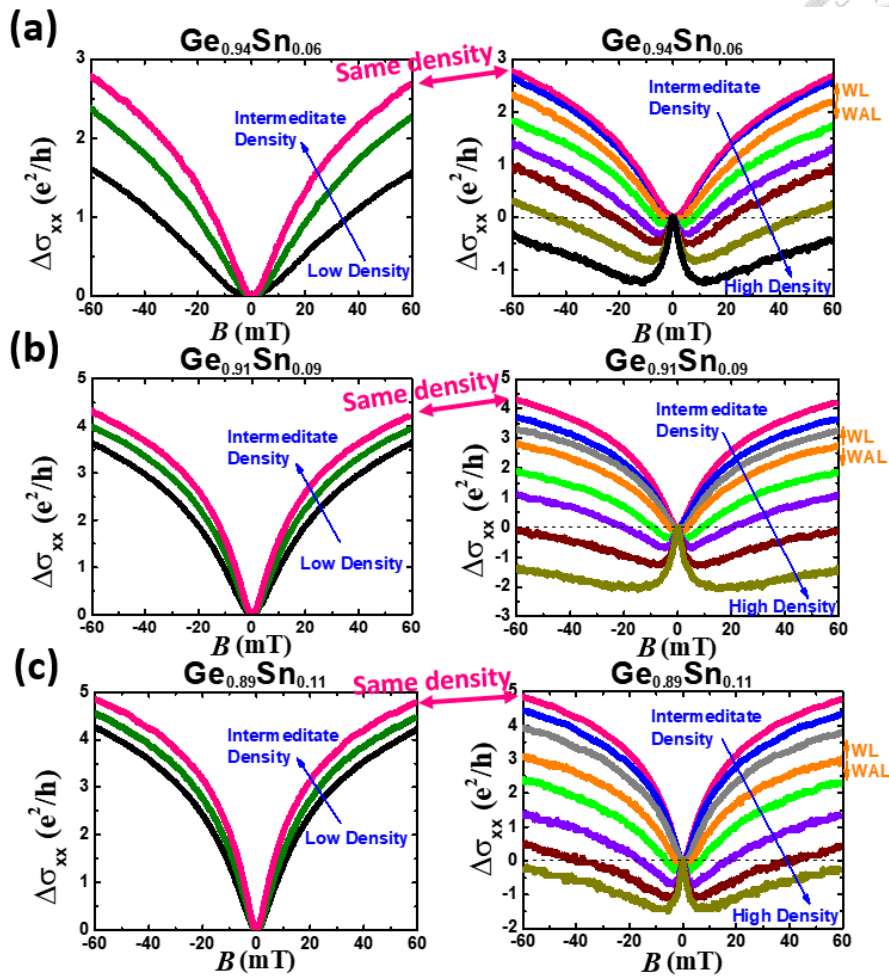 (a)
Ge0.94Sn0.06
3
2
1
0
-60 -40 -20 0 20 40 60
Δσxx (e²/h)
B (mT)
Intermeditate
Density
Low Density
Same density
Ge0.94Sn0.06
3
2
1
0
-1
-60 -40 -20 0 20 40 60
Δσxx (e²/h)
B (mT)
Intermeditate
Density
High Density
WL
WAL
(b)
Ge0.91Sn0.09
5
4
3
2
1
0
-60 -40 -20 0 20 40 60
Δσxx (e²/h)
B (mT)
Intermeditate
Density
Low Density
Same density
Ge0.91Sn0.09
5
4
3
2
1
0
-1
-2
-3
-60 -40 -20 0 20 40 60
Δσxx (e²/h)
B (mT)
Intermeditate
Density
High Density
WL
WAL
(c)
Ge0.89Sn0.11
5
4
3
2
1
0
-60 -40 -20 0 20 40 60
Δσxx (e²/h)
B (mT)
Intermeditate
Density
Low Density
Same density
Ge0.89Sn0.11
5
4
3
2
1
0
-1
-2
-60 -40 -20 0 20 40 60
Δσxx (e²/h)
B (mT)
Intermeditate
Density
High Density
WL
WAL